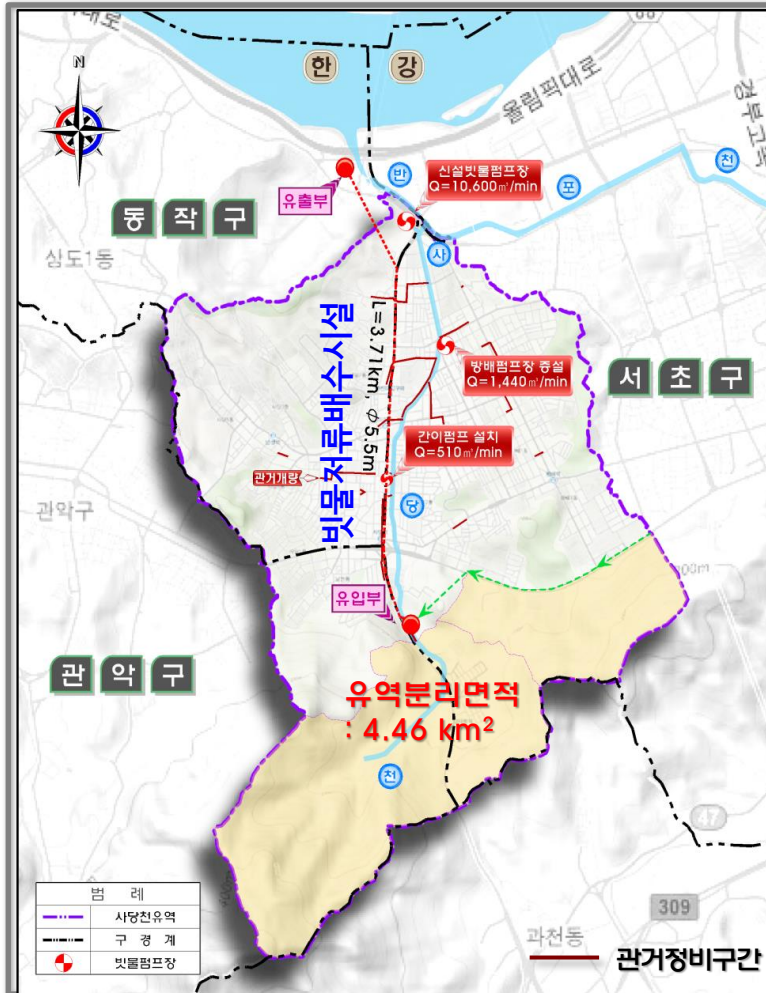 대로
88
N
한 강
올림픽대로
경부고속
반
포
천
신설빗물펌프장
Q=10,600㎥/min
유출부
동 작 구
상도1동
사
빗물저류배수시설
L=3.71km, Φ5.5m
방배펌프장 증설
Q=1,440㎥/min
서 초 구
간이펌프 설치
Q=510㎥/min
관거개량
당
관악구
유입부
관 악 구
유역분리면적
: 4.46 km²
천
47
400m
309
과천동
범 례
사당천유역
구 경 계
빗물펌프장
관거정비구간